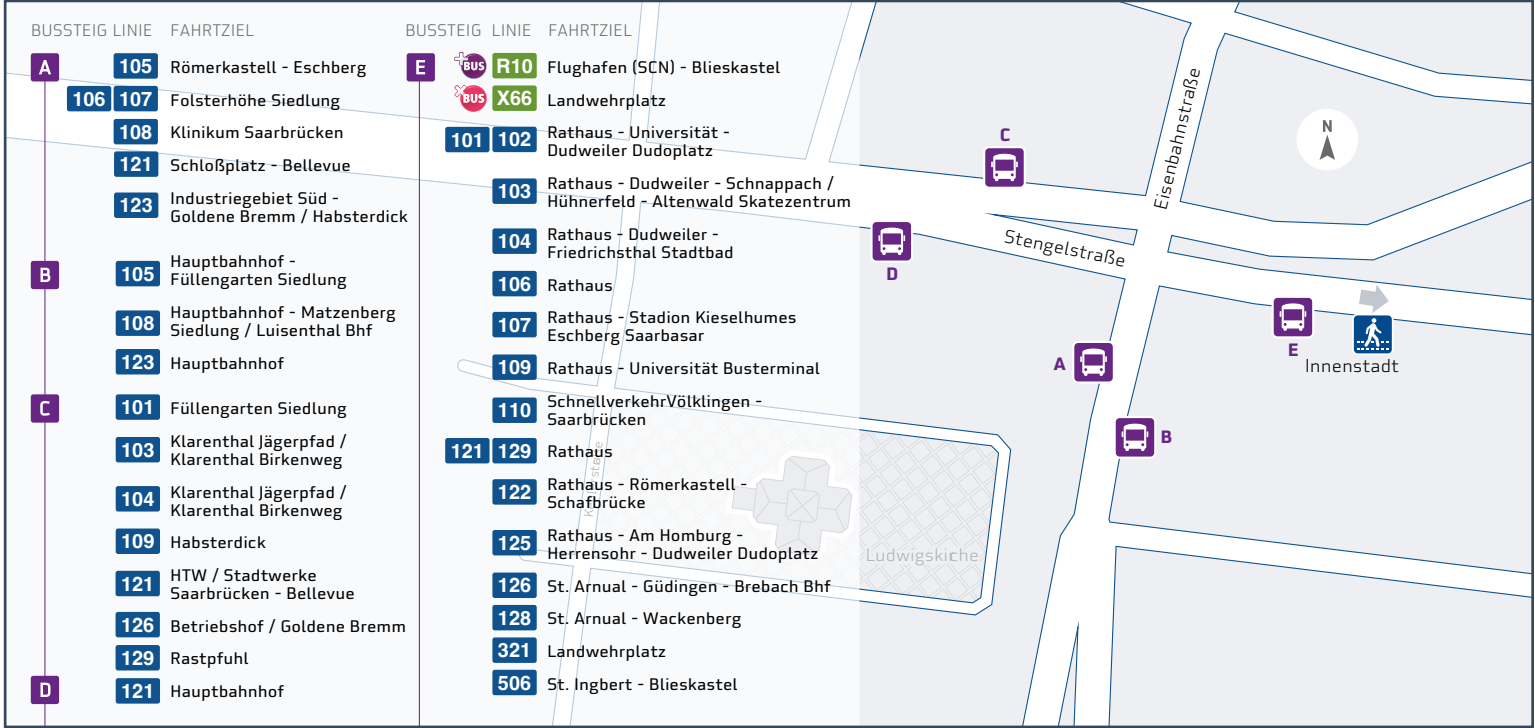 BUSSTEIG LINIE FAHRTZIEL
A
105 Römerkastell - Eschberg
106 107 Folsterhöhe Siedlung
108 Klinikum Saarbrücken
121 Schloßplatz - Bellevue
123 Industriegebiet Süd -
Goldene Bremm / Habsterdick
B
105 Hauptbahnhof -
Füllengarten Siedlung
108 Hauptbahnhof - Matzenberg
Siedlung / Luisenthal Bhf
123 Hauptbahnhof
C
101 Füllengarten Siedlung
103 Klarenthal Jägerpfad /
Klarenthal Birkenweg
104 Klarenthal Jägerpfad /
Klarenthal Birkenweg
109 Habsterdick
121 HTW / Stadtwerke
Saarbrücken - Bellevue
126 Betriebshof / Goldene Bremm
129 Rastpfuhl
D
121 Hauptbahnhof
BUSSTEIG LINIE FAHRTZIEL
E
+BUS R10 Flughafen (SCN) - Blieskastel
xBUS X66 Landwehrplatz
101 102 Rathaus - Universität -
Dudweiler Dudoplatz
103 Rathaus - Dudweiler - Schnappach /
Hühnerfeld - Altenwald Skatezentrum
104 Rathaus - Dudweiler -
Friedrichsthal Stadtbad
106 Rathaus
107 Rathaus - Stadion Kieselhumes
Eschberg Saarbasar
109 Rathaus - Universität Busterminal
110 SchnellverkehrVölklingen -
Saarbrücken
121 129 Rathaus
122 Rathaus - Römerkastell -
Schafbrücke
125 Rathaus - Am Homburg -
Herrensohr - Dudweiler Dudoplatz
126 St. Arnual - Güdingen - Brebach Bhf
128 St. Arnual - Wackenberg
321 Landwehrplatz
506 St. Ingbert - Blieskastel
Eisenbahnstraße
N
C
D
Stengelstraße
E
Innenstadt
A
B
Ludwigskiche